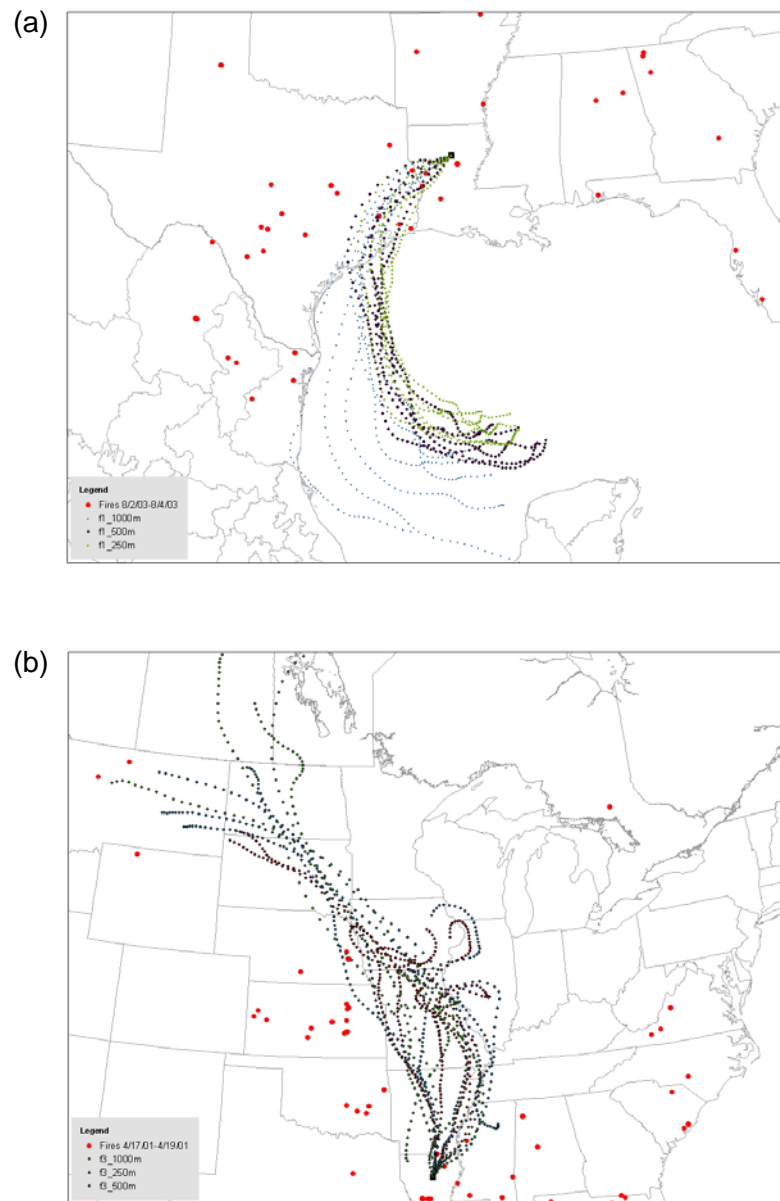 (a)
Legend
Fires 8/2/03-8/4/03
f1_1000m
f1_500m
f1_250m
(b)
Legend
Fires 4/17/01-4/19/01
f3_1000m
f3_250m
f3_500m